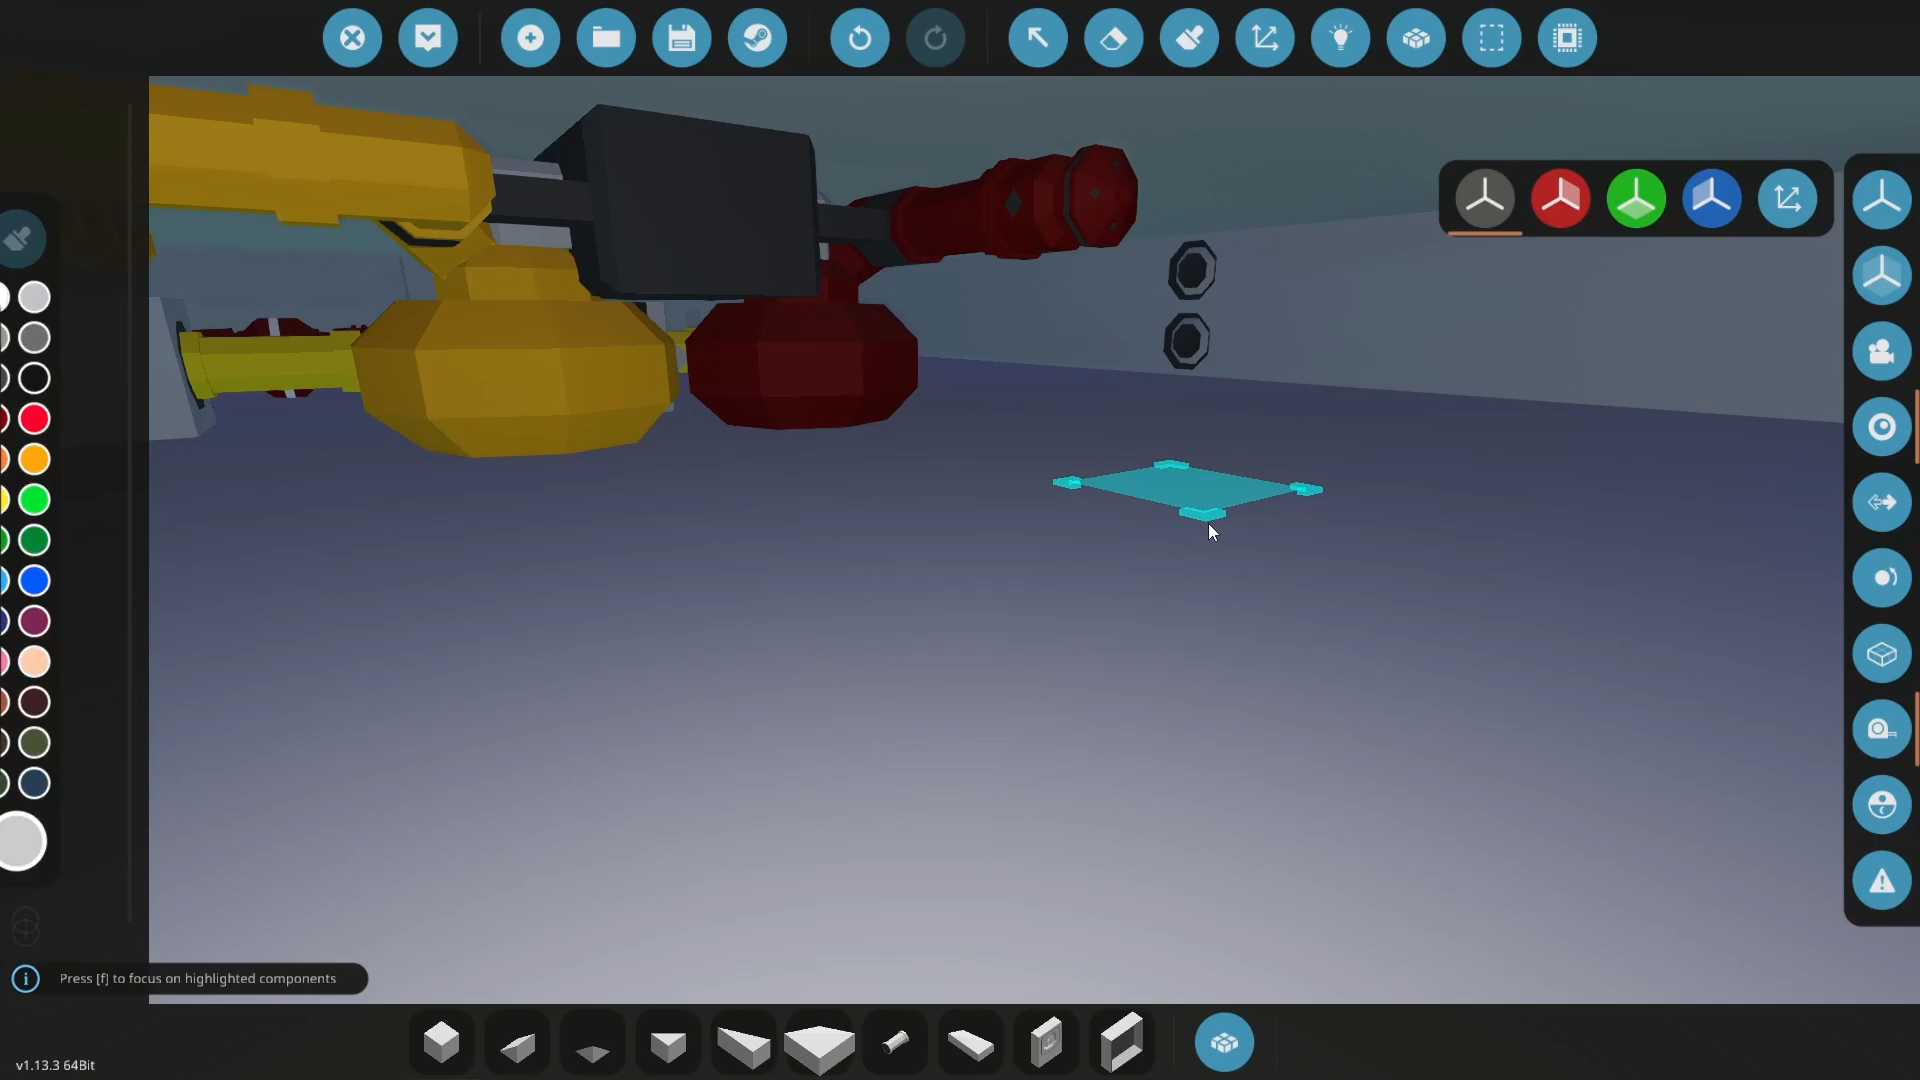 Press [f] to focus on highlighted components
v1.13.3 64Bit